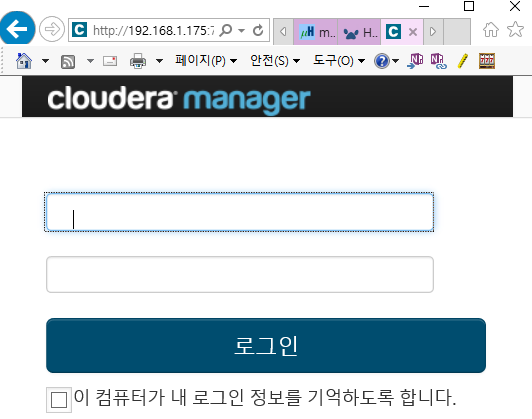 http://192.168.1.175:7
m...
H...
페이지(P)
안전(S)
도구(O)
cloudera manager
로그인
이 컴퓨터가 내 로그인 정보를 기억하도록 합니다.